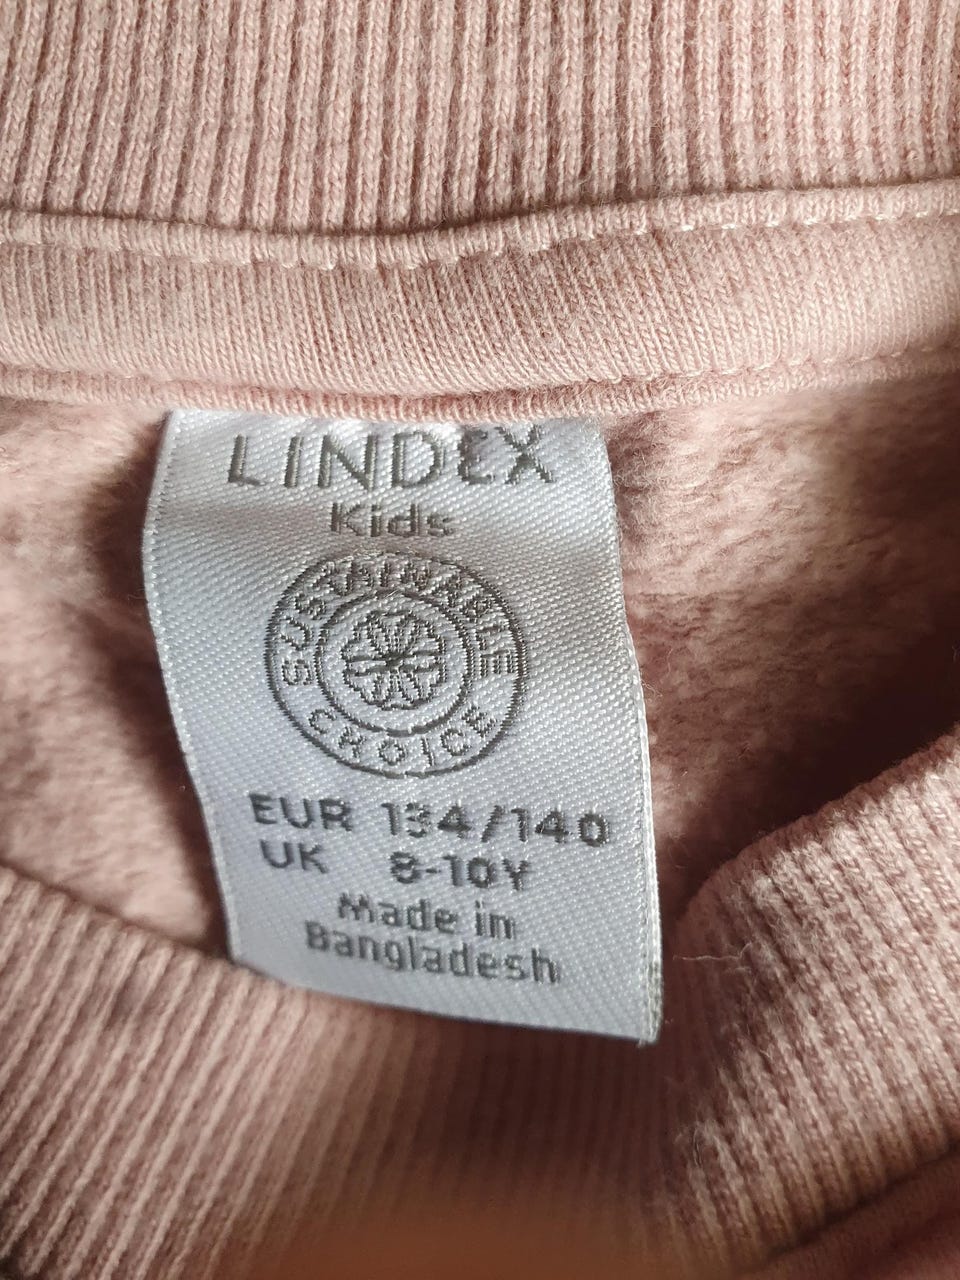 LINDEX
Kids
SUSTAINABLE
CHOICE
EUR 134/140
UK 8-10Y
Made in
Bangladesh